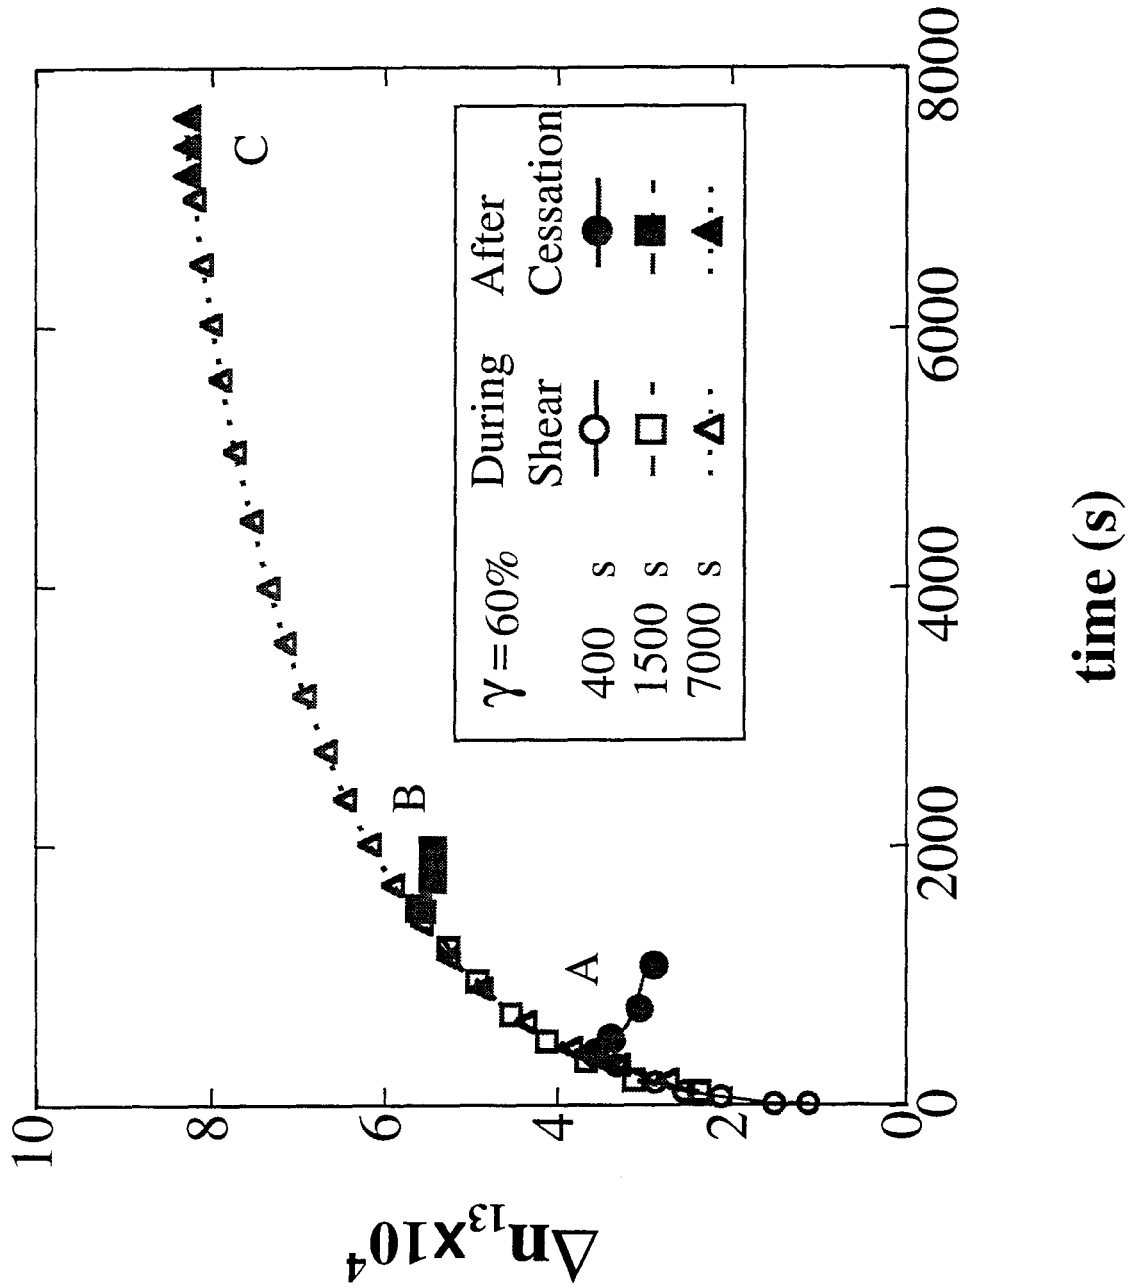 Δn₁₃x10⁴
10
8
6
4
2
0
0
2000
4000
6000
8000
time (s)
A
B
C
γ = 60% During After
Shear Cessation
400 s
1500 s
7000 s